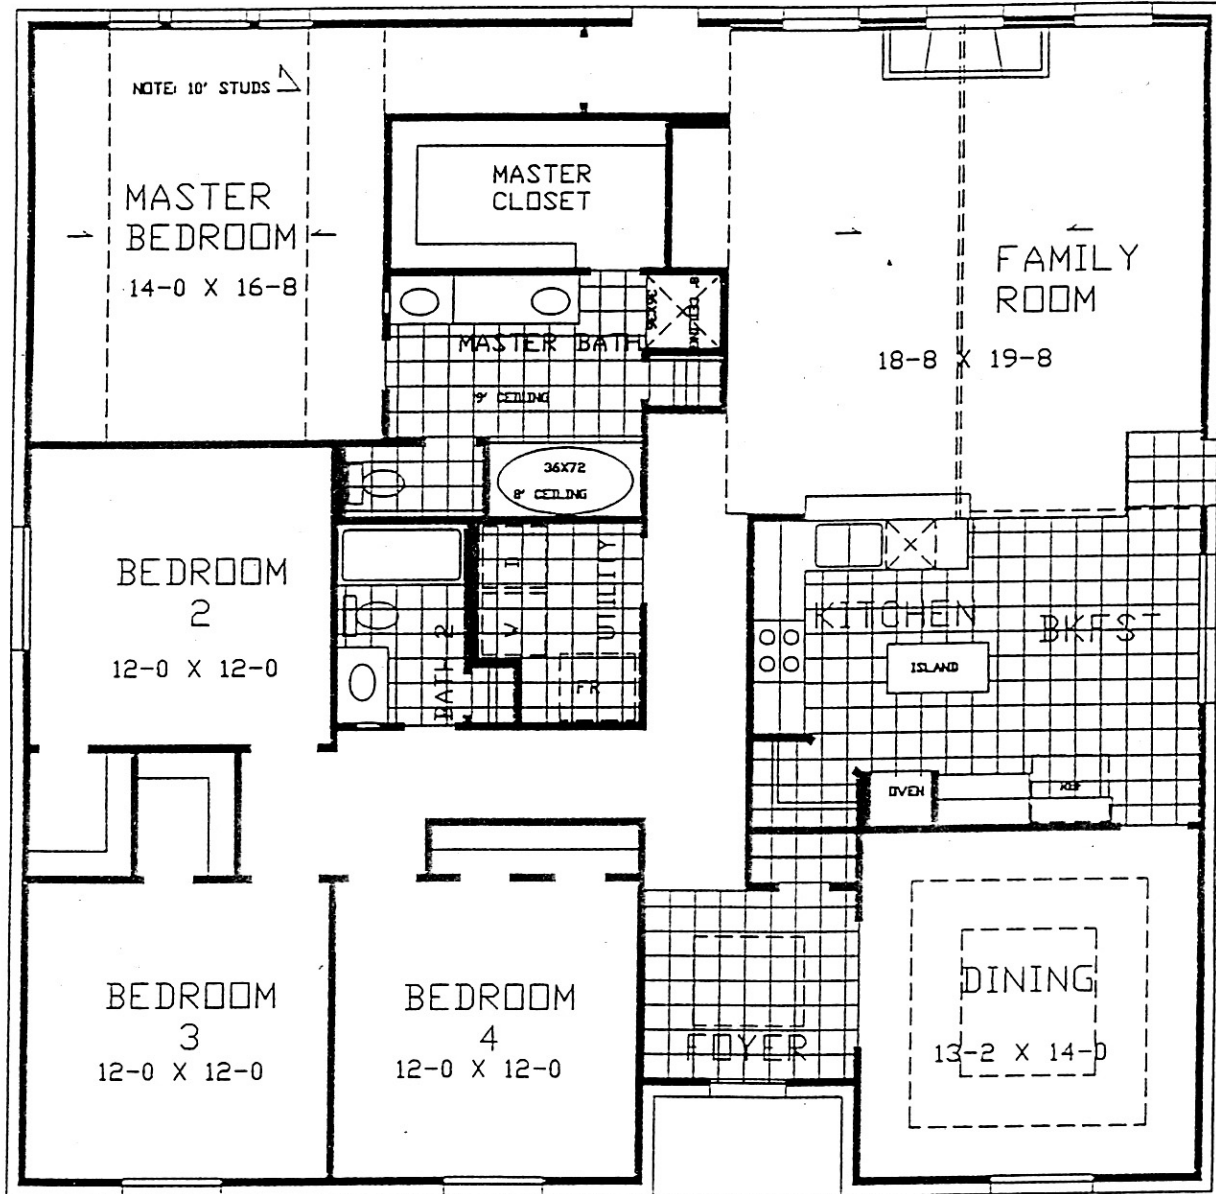 NOTE: 10' STUDS
MASTER
BEDROOM
14-0 X 16-8
MASTER
CLOSET
FAMILY
ROOM
18-8 X 19-8
36X36
8' CEILING
MASTER BATH
9' CEILING
36X72
8' CEILING
BEDROOM
2
12-0 X 12-0
BATH 2
D
W
UTILITY
FR
KITCHEN
BKFST
ISLAND
OVEN
REF
BEDROOM
3
12-0 X 12-0
BEDROOM
4
12-0 X 12-0
FOYER
DINING
13-2 X 14-0